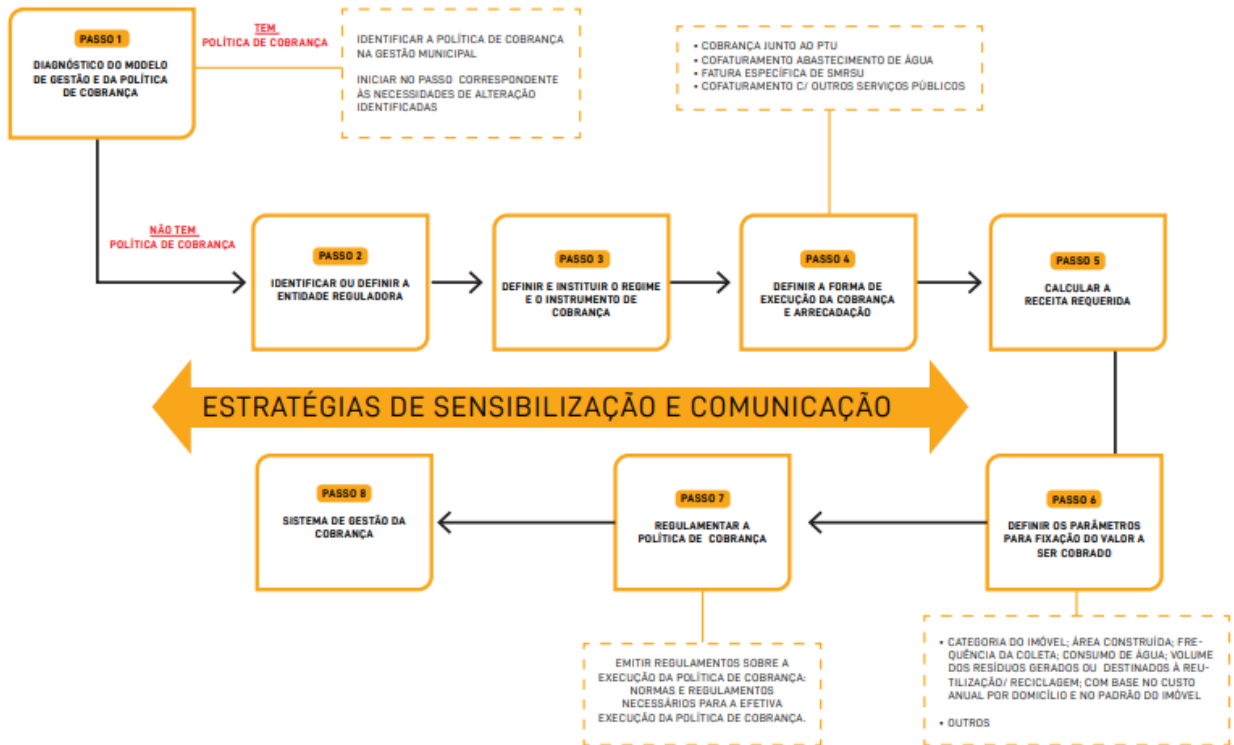 PASSO 1
DIAGNÓSTICO DO MODELO
DE GESTÃO E DA POLÍTICA
DE COBRANÇA
TEM
POLÍTICA DE COBRANÇA
IDENTIFICAR A POLÍTICA DE COBRANÇA
NA GESTÃO MUNICIPAL
INICIAR NO PASSO CORRESPONDENTE
ÀS NECESSIDADES DE ALTERAÇÃO
IDENTIFICADAS
• COBRANÇA JUNTO AO PTU
• COFATURAMENTO ABASTECIMENTO DE ÁGUA
• FATURA ESPECÍFICA DE SMRSU
• COFATURAMENTO C/ OUTROS SERVIÇOS PÚBLICOS
NÃO TEM
POLÍTICA DE COBRANÇA
PASSO 2
IDENTIFICAR OU DEFINIR A
ENTIDADE REGULADORA
PASSO 3
DEFINIR E INSTITUIR O REGIME
E O INSTRUMENTO DE
COBRANÇA
PASSO 4
DEFINIR A FORMA DE
EXECUÇÃO DA COBRANÇA
E ARRECADAÇÃO
PASSO 5
CALCULAR A
RECEITA REQUERIDA
ESTRATÉGIAS DE SENSIBILIZAÇÃO E COMUNICAÇÃO
PASSO 6
DEFINIR OS PARÂMETROS
PARA FIXAÇÃO DO VALOR A
SER COBRADO
PASSO 7
REGULAMENTAR A
POLÍTICA DE COBRANÇA
PASSO 8
SISTEMA DE GESTÃO DA
COBRANÇA
EMITIR REGULAMENTOS SOBRE A
EXECUÇÃO DA POLÍTICA DE COBRANÇA:
NORMAS E REGULAMENTOS
NECESSÁRIOS PARA A EFETIVA
EXECUÇÃO DA POLÍTICA DE COBRANÇA.
• CATEGORIA DO IMÓVEL; ÁREA CONSTRUÍDA; FRE-
QUÊNCIA DA COLETA; CONSUMO DE ÁGUA; VOLUME
DOS RESÍDUOS GERADOS OU DESTINADOS À REU-
TILIZAÇÃO/ RECICLAGEM; COM BASE NO CUSTO
ANUAL POR DOMICÍLIO E NO PADRÃO DO IMÓVEL
• OUTROS